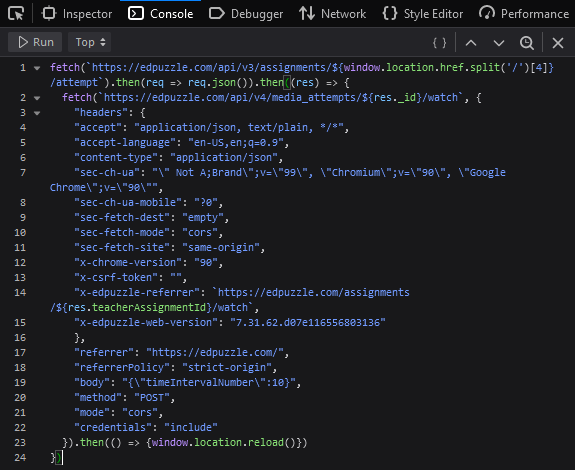 Inspector Console Debugger Network Style Editor Performance
Run Top
1 fetch(`https://edpuzzle.com/api/v3/assignments/${window.location.href.split('/')[4]}
/attempt`).then(req => req.json()).then((res) => {
2 fetch(`https://edpuzzle.com/api/v4/media_attempts/${res._id}/watch`, {
3 "headers": {
4 "accept": "application/json, text/plain, */*",
5 "accept-language": "en-US,en;q=0.9",
6 "content-type": "application/json",
7 "sec-ch-ua": "\" Not A;Brand\";v=\"99\", \"Chromium\";v=\"90\", \"Google
Chrome\";v=\"90\"",
8 "sec-ch-ua-mobile": "?0",
9 "sec-fetch-dest": "empty",
10 "sec-fetch-mode": "cors",
11 "sec-fetch-site": "same-origin",
12 "x-chrome-version": "90",
13 "x-csrf-token": "",
14 "x-edpuzzle-referrer": `https://edpuzzle.com/assignments
/${res.teacherAssignmentId}/watch`,
15 "x-edpuzzle-web-version": "7.31.62.d07e116556803136"
16 },
17 "referrer": "https://edpuzzle.com/",
18 "referrerPolicy": "strict-origin",
19 "body": "{\"timeIntervalNumber\":10}",
20 "method": "POST",
21 "mode": "cors",
22 "credentials": "include"
23 }).then(() => {window.location.reload()})
24 })